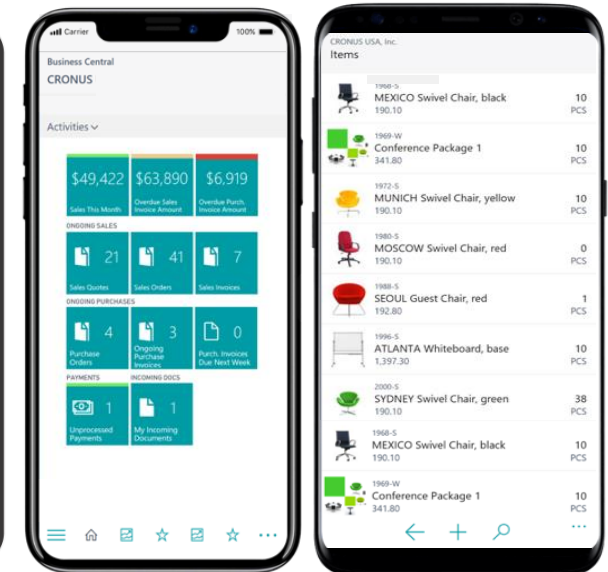 Carrier
100%
Business Central
CRONUS
Activities
$49,422
Sales This Month
$63,890
Overdue Sales
Invoice Amount
$6,919
Overdue Purch.
Invoice Amount
ONGOING SALES
21
Sales Quotes
41
Sales Orders
7
Sales Invoices
ONGOING PURCHASES
4
Purchase
Orders
3
Ongoing
Purchase
Invoices
0
Purch. Invoices
Due Next Week
PAYMENTS
INCOMING DOCS
1
Unprocessed
Payments
1
My Incoming
Documents
CRONUS USA, Inc.
Items
1968-S
MEXICO Swivel Chair, black 10
190.10 PCS
1969-W
Conference Package 1 10
341.80 PCS
1972-S
MUNICH Swivel Chair, yellow 10
190.10 PCS
1980-S
MOSCOW Swivel Chair, red 0
190.10 PCS
1988-S
SEOUL Guest Chair, red 1
192.80 PCS
1996-S
ATLANTA Whiteboard, base 10
1,397.30 PCS
2000-S
SYDNEY Swivel Chair, green 38
190.10 PCS
1968-S
MEXICO Swivel Chair, black 10
190.10 PCS
1969-W
Conference Package 1 10
341.80 PCS